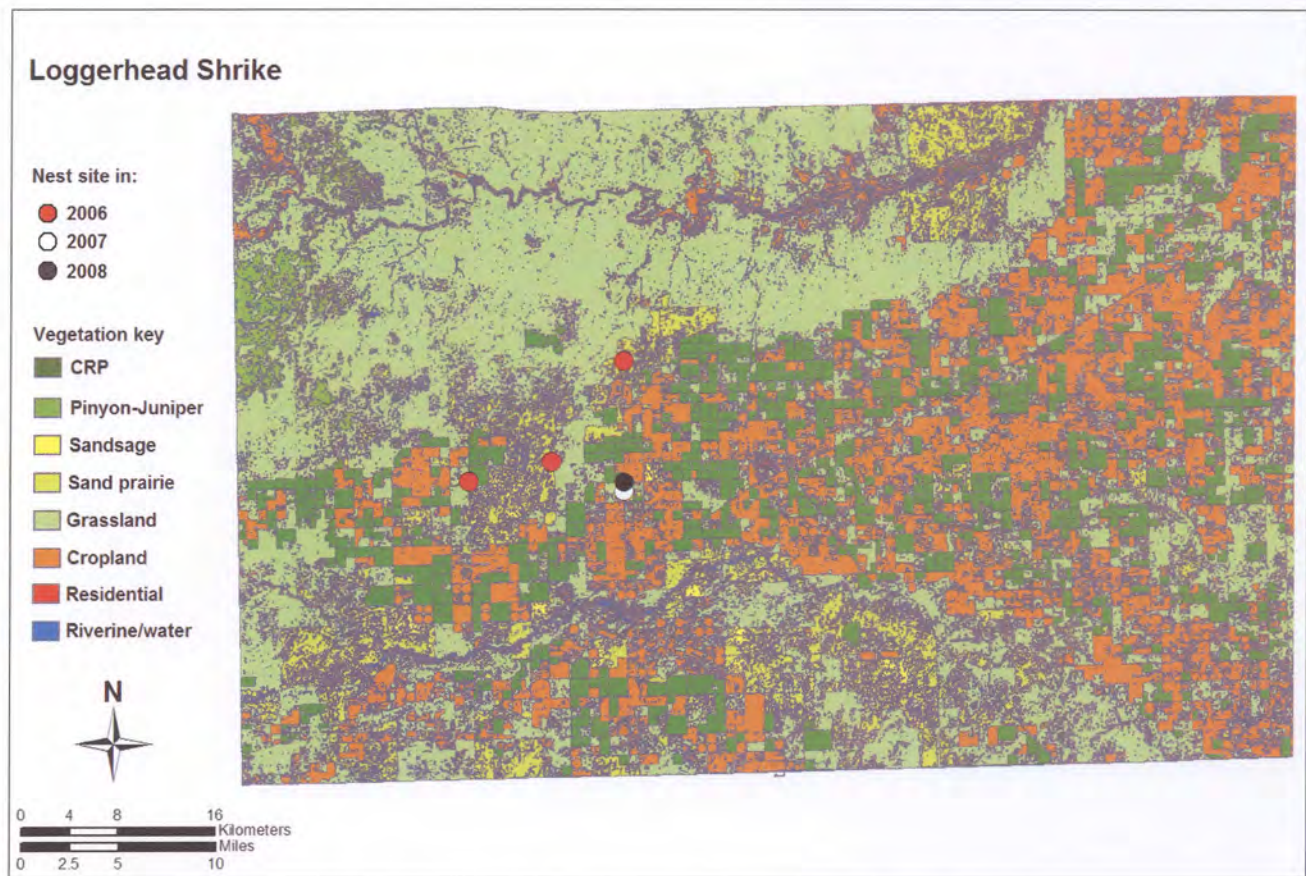 Loggerhead Shrike
Nest site in:
2006
2007
2008
Vegetation key
CRP
Pinyon-Juniper
Sandsage
Sand prairie
Grassland
Cropland
Residential
Riverine/water
N
0 4 8 16
Kilometers
Miles
0 2.5 5 10